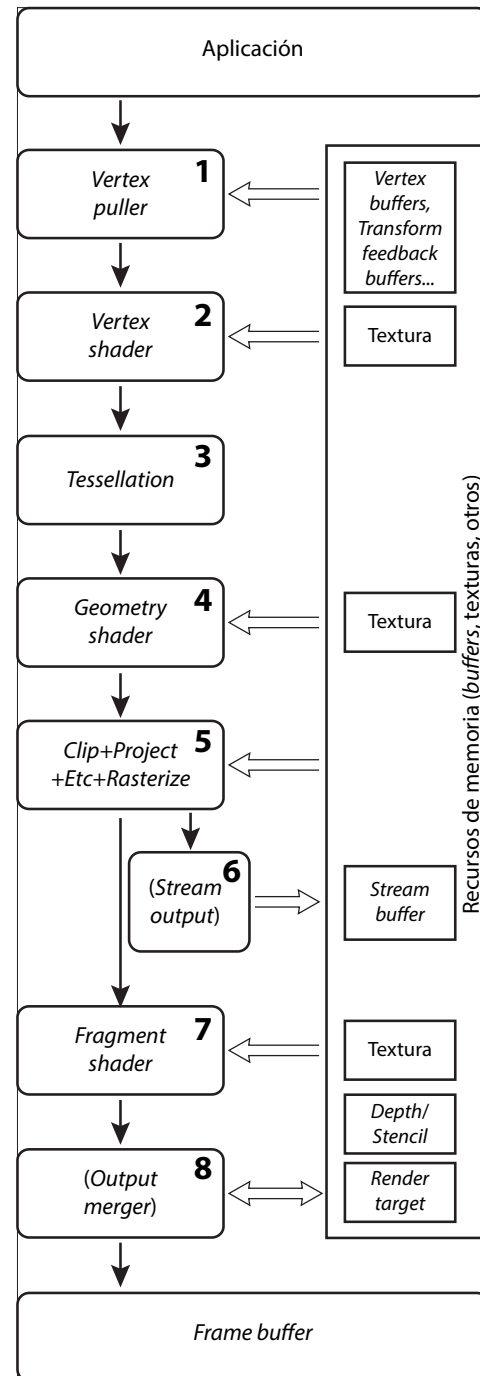 Aplicación
1
Vertex
puller
Vertex
buffers,
Transform
feedback
buffers...
2
Vertex
shader
Textura
3
Tessellation
4
Geometry
shader
Textura
5
Clip+Project
+Etc+Rasterize
6
(Stream
output)
Stream
buffer
7
Fragment
shader
Textura
Depth/
Stencil
8
(Output
merger)
Render
target
Recursos de memoria (buffers, texturas, otros)
Frame buffer